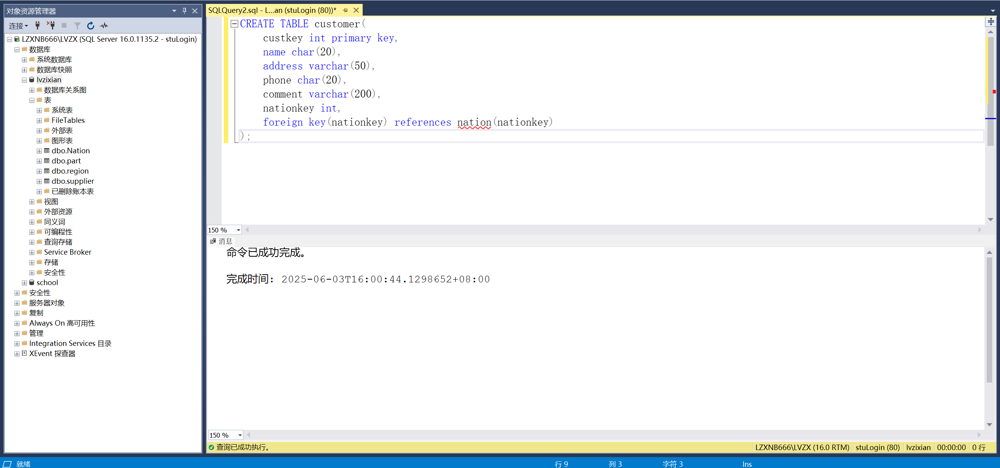 对象资源管理器
连接
LZXNB666\LVZX (SQL Server 16.0.1135.2 - stuLogin)
数据库
系统数据库
数据库快照
lvzixian
数据库关系图
表
系统表
FileTables
外部表
图形表
dbo.Nation
dbo.part
dbo.region
dbo.supplier
已删除账本表
视图
外部资源
同义词
可编程性
查询存储
Service Broker
存储
安全性
school
安全性
服务器对象
复制
Always On 高可用性
管理
Integration Services 目录
XEvent 探查器
SQLQuery2.sql - L...an (stuLogin (80))*
CREATE TABLE customer(
custkey int primary key,
name char(20),
address varchar(50),
phone char(20),
comment varchar(200),
nationkey int,
foreign key(nationkey) references nation(nationkey)
);
150 %
消息
命令已成功完成。
完成时间: 2025-06-03T16:00:44.1298652+08:00
150 %
查询已成功执行。
LZXNB666\LVZX (16.0 RTM)
stuLogin (80)
lvzixian
00:00:00
0 行
就绪
行 9
列 3
字符 3
Ins